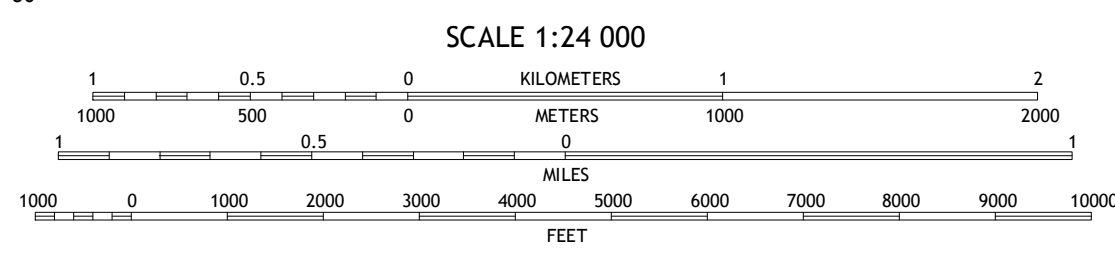 SCALE 1:24 000
1 0.5 0 KILOMETERS 1 2
1000 500 0 METERS 1000 2000
1 0.5 0 1
MILES
1000 0 1000 2000 3000 4000 5000 6000 7000 8000 9000 10000
FEET